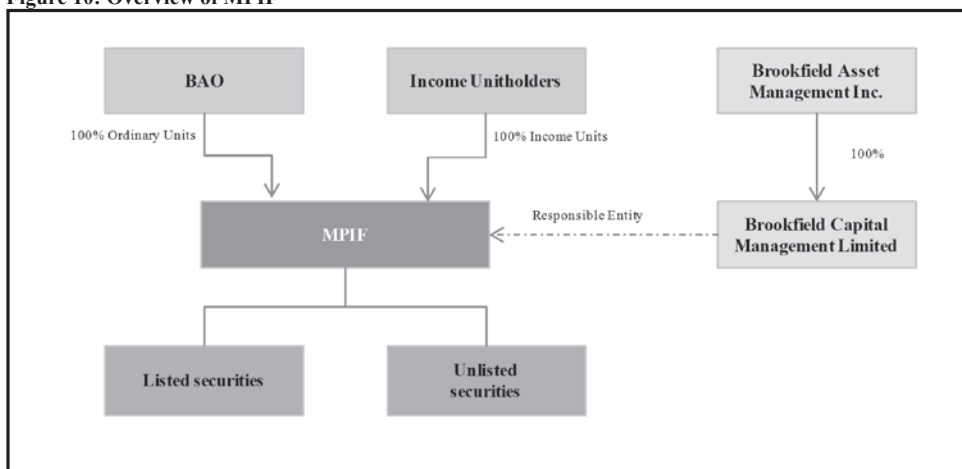 Figure 10: Overview of MPIF
BAO
Income Unitholders
Brookfield Asset
Management Inc.
100% Ordinary Units
100% Income Units
100%
MPIF
Responsible Entity
Brookfield Capital
Management Limited
Listed securities
Unlisted
securities